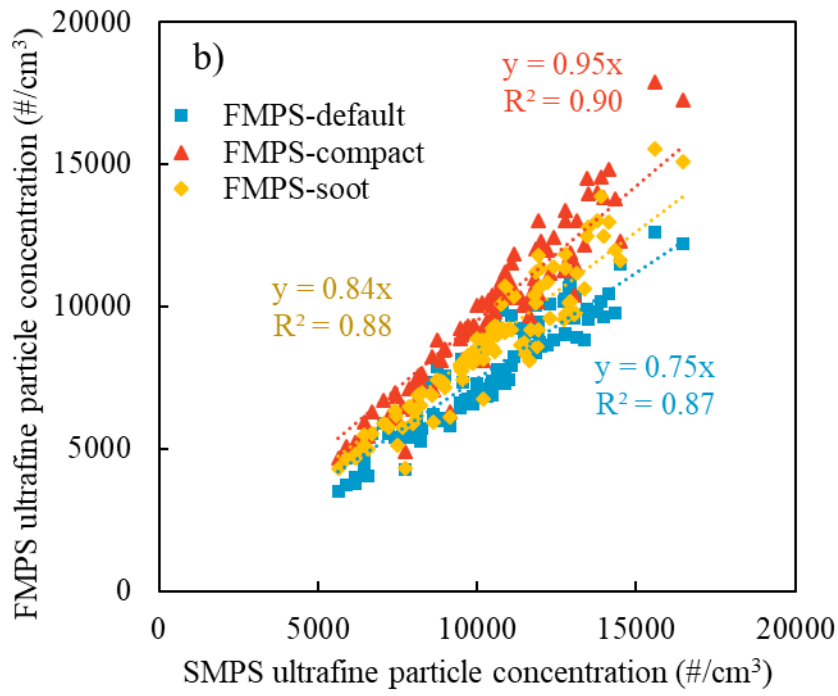 20000
b)
y = 0.95x
R² = 0.90
FMPS-default
FMPS-compact
FMPS-soot
15000
FMPS ultrafine particle concentration (#/cm³)
10000
y = 0.84x
R² = 0.88
y = 0.75x
R² = 0.87
5000
0
0 5000 10000 15000 20000
SMPS ultrafine particle concentration (#/cm³)